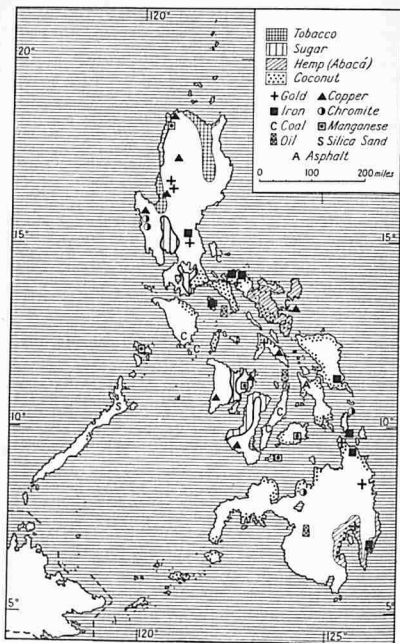 120°
20°
Tobacco
Sugar
Hemp (Abacá)
Coconut
Gold
Copper
Iron
Chromite
C Coal
Manganese
Oil
S Silica Sand
A Asphalt
0 100 200 miles
15°
15°
C
C
S
C
10°
10°
5°
5°
120°
125°